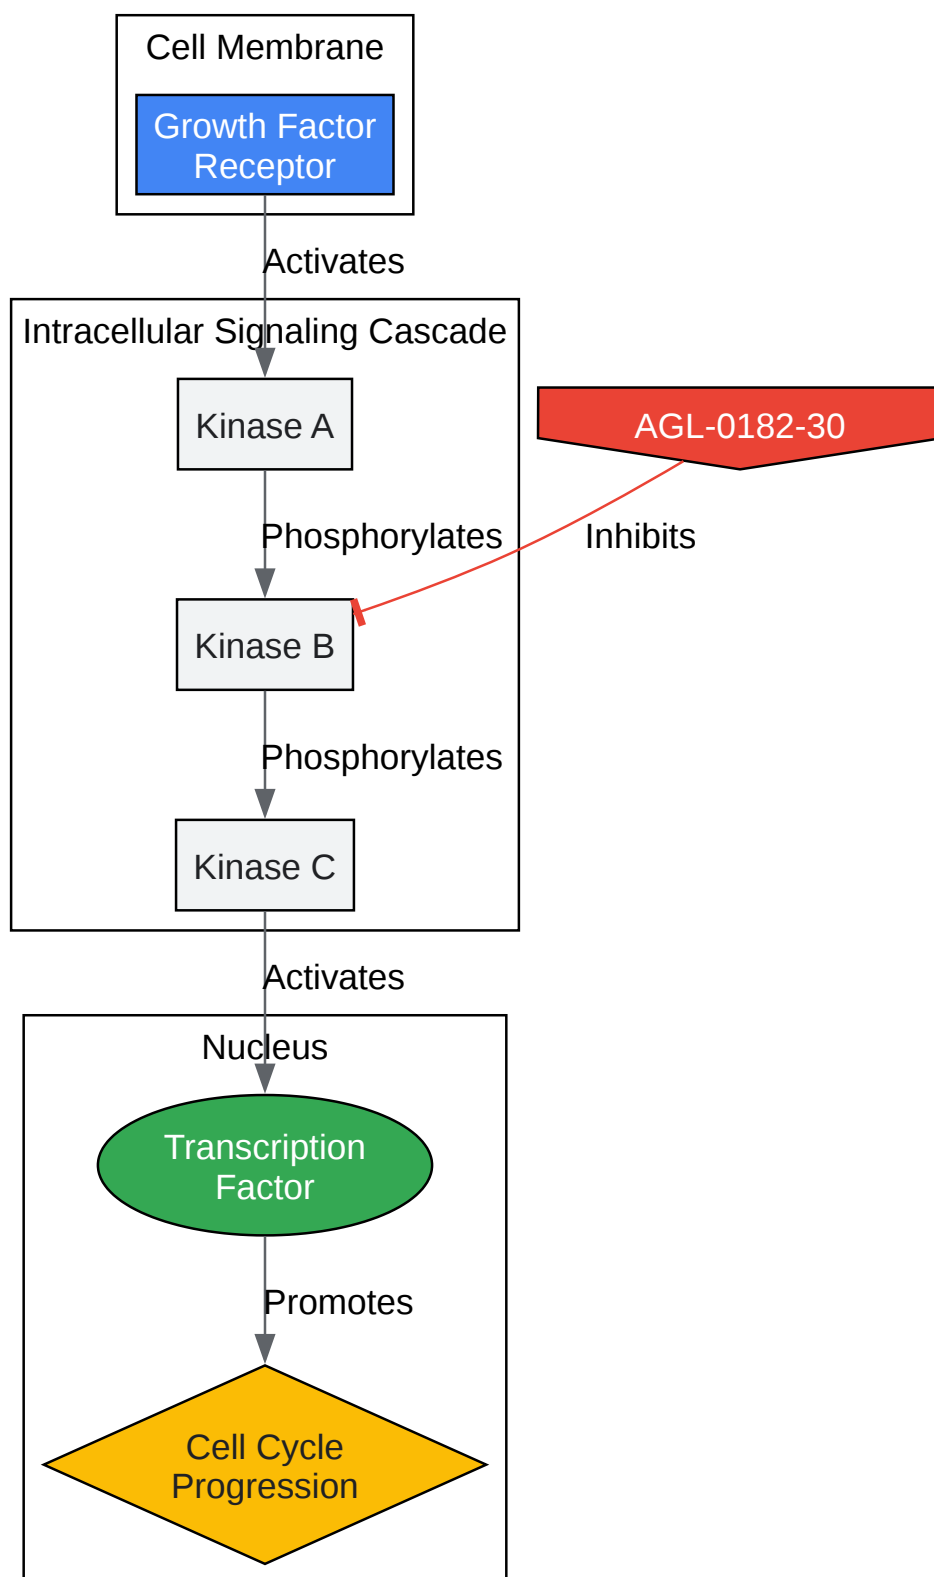 Cell Membrane
Growth Factor
Receptor
Activates
Intracellular Signaling Cascade
Kinase A
AGL-0182-30
Phosphorylates
Inhibits
Kinase B
Phosphorylates
Kinase C
Activates
Nucleus
Transcription
Factor
Promotes
Cell Cycle
Progression